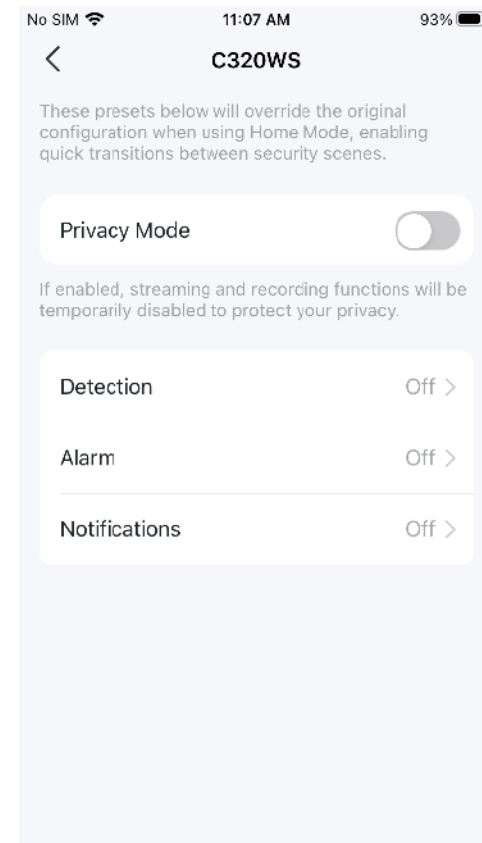 No SIM 11:07 AM 93%
C320WS
These presets below will override the original
configuration when using Home Mode, enabling
quick transitions between security scenes.
Privacy Mode
If enabled, streaming and recording functions will be
temporarily disabled to protect your privacy.
Detection Off
Alarm Off
Notifications Off